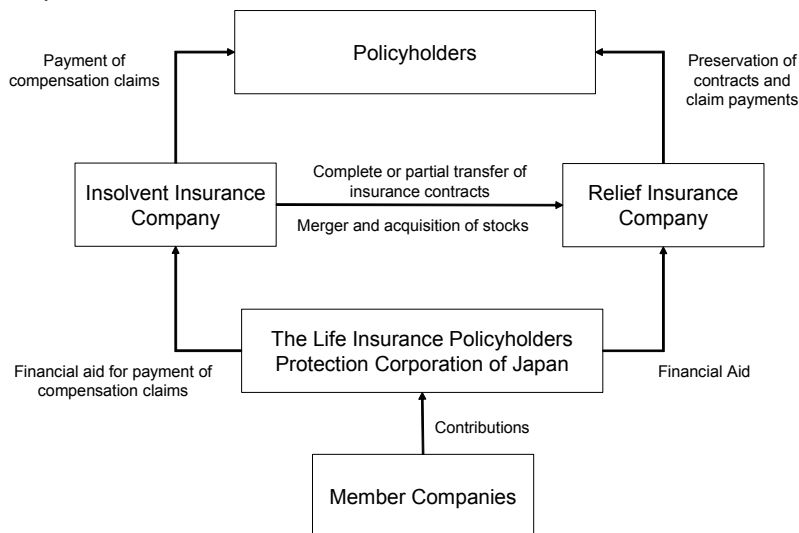 Policyholders
Payment of
compensation claims
Preservation of
contracts and
claim payments
Insolvent Insurance
Company
Complete or partial transfer of
insurance contracts
Merger and acquisition of stocks
Relief Insurance
Company
The Life Insurance Policyholders
Protection Corporation of Japan
Financial aid for payment of
compensation claims
Financial Aid
Contributions
Member Companies